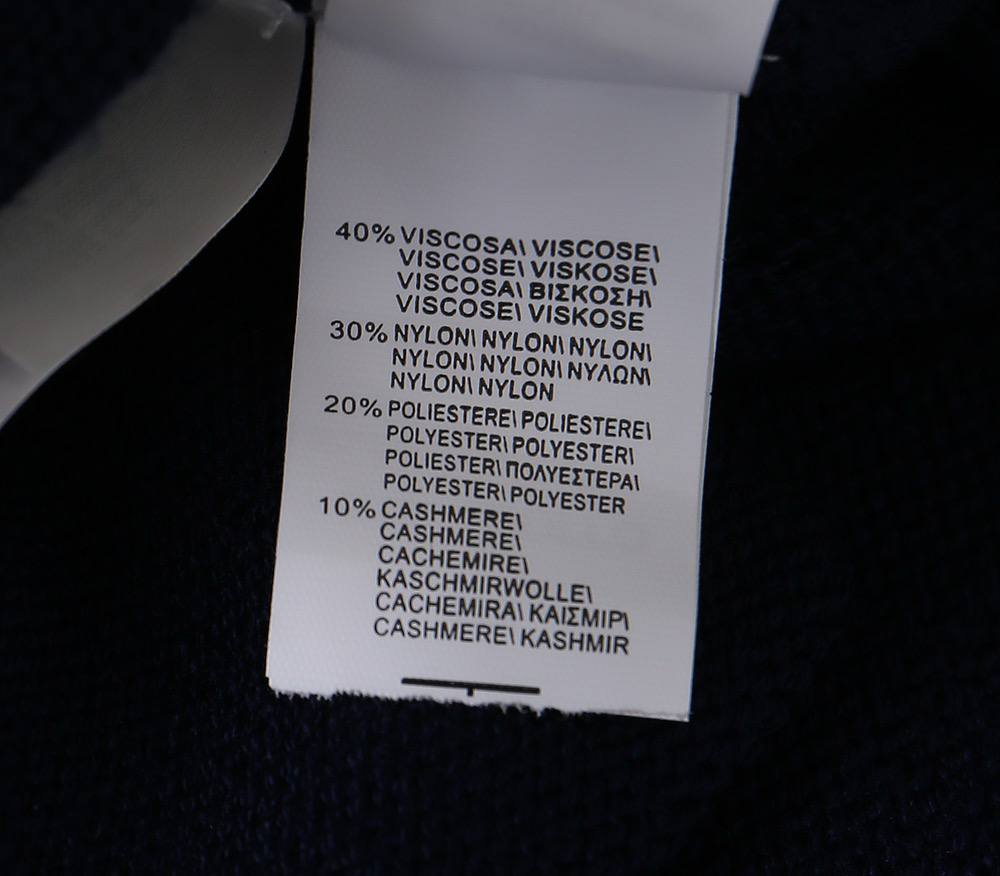 40% VISCOSA\ VISCOSE\
VISCOSE\ VISKOSE\
VISCOSA\ ΒΙΣΚΟΣΗ\
VISCOSE\ VISKOSE
30% NYLON\ NYLON\ NYLON\
NYLON\ NYLON\ ΝΥΛΩΝ\
NYLON\ NYLON
20% POLIESTERE\ POLIESTERE\
POLYESTER\ POLYESTER\
POLIESTER\ ΠΟΛΥΕΣΤΕΡΑ\
POLYESTER\ POLYESTER
10% CASHMERE\
CASHMERE\
CACHEMIRE\
KASCHMIRWOLLE\
CACHEMIRA\ ΚΑΙΣΜΙΡ\
CASHMERE\ KASHMIR